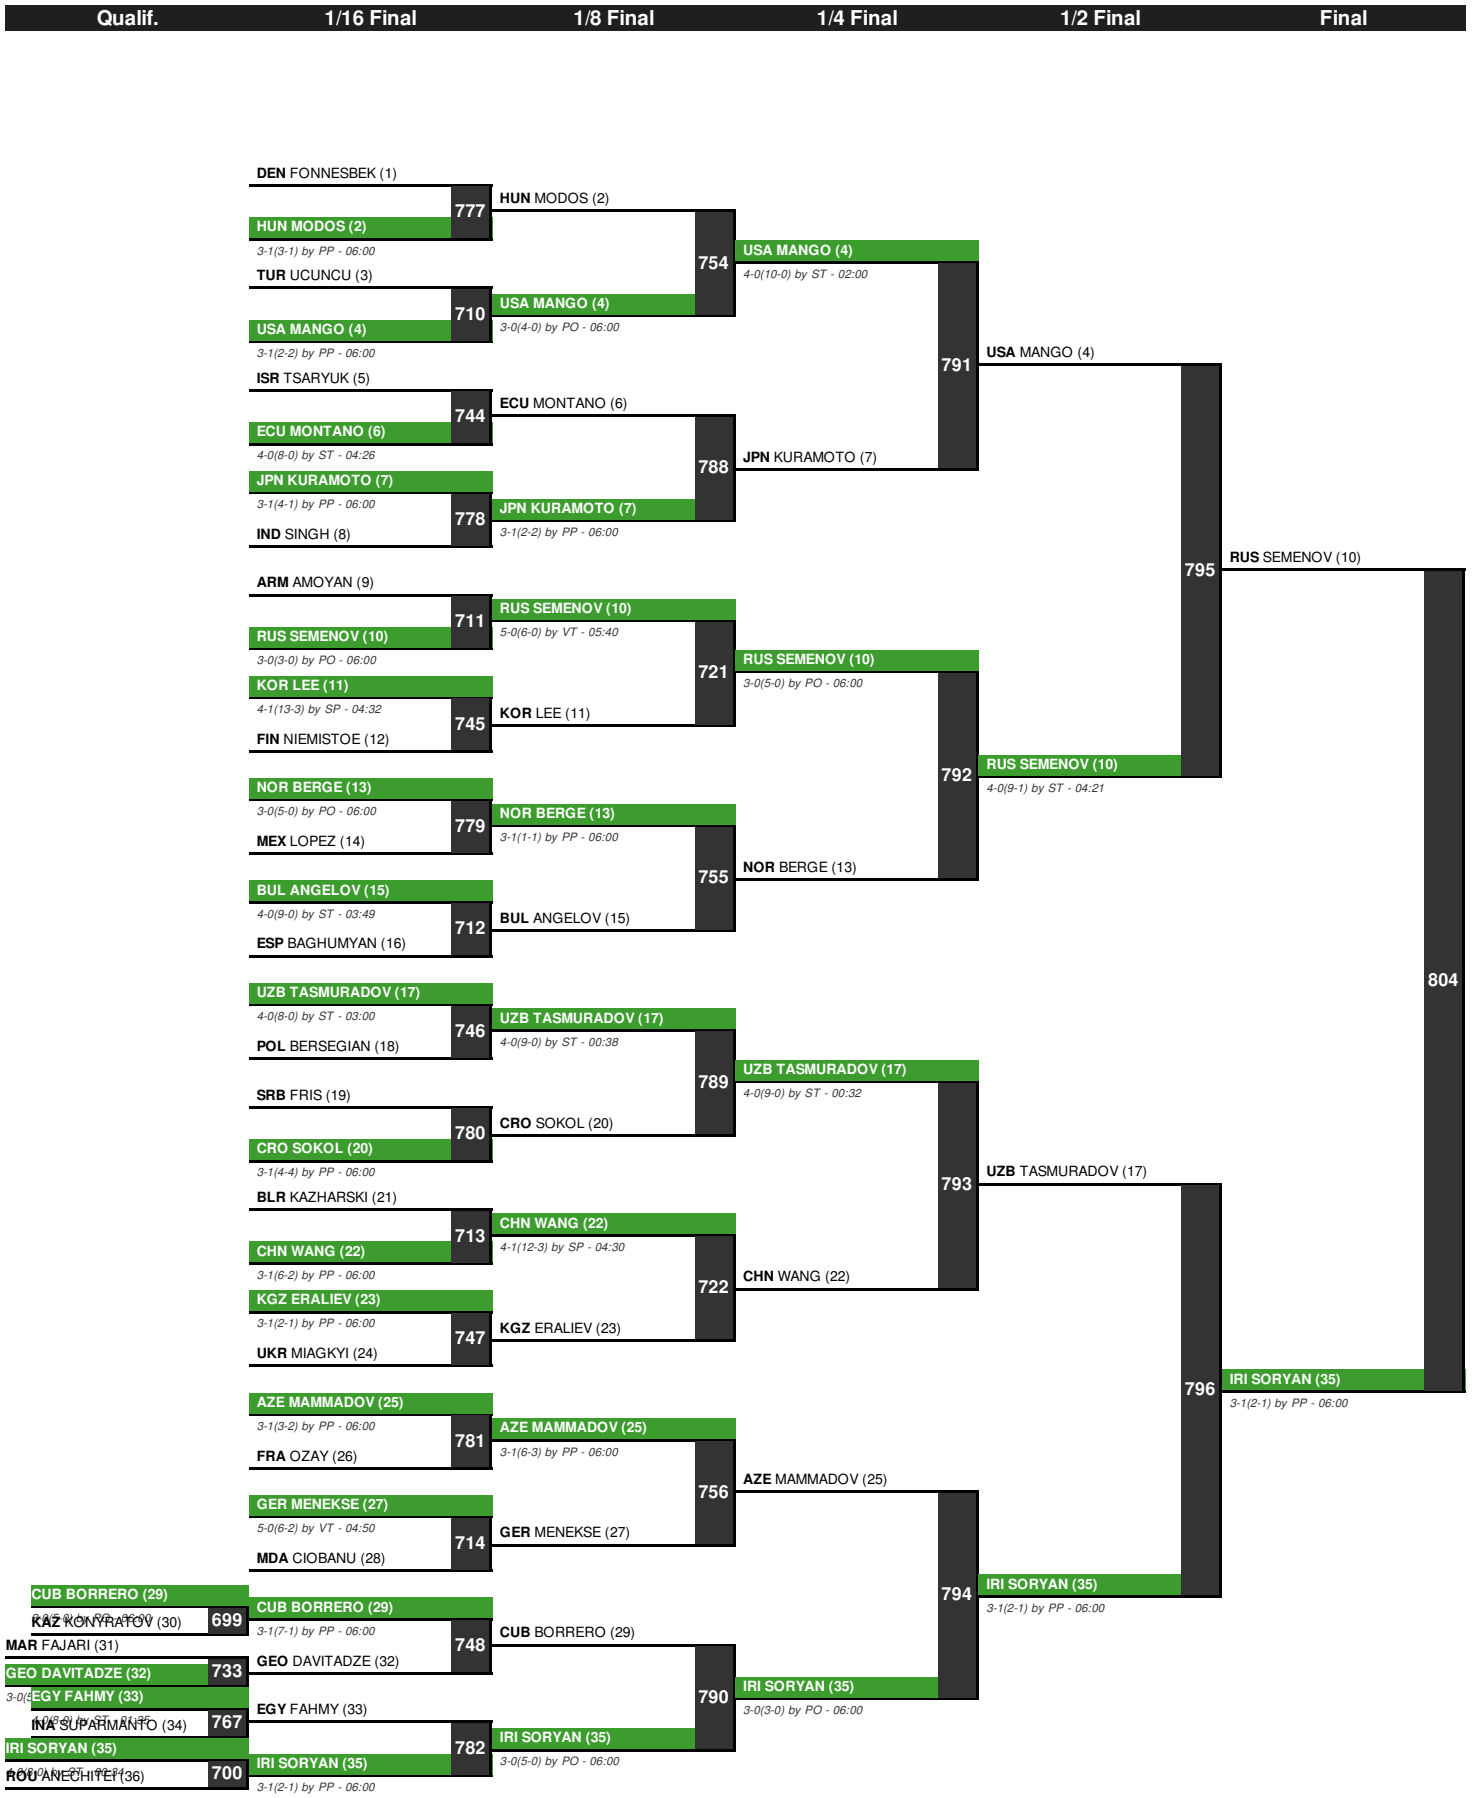 Qualif. 1/16 Final 1/8 Final 1/4 Final 1/2 Final Final
DEN FONNESBEK (1)
777
HUN MODOS (2)
3-1(3-1) by PP - 06:00
TUR UCUNCU (3)
710
USA MANGO (4)
3-1(2-2) by PP - 06:00
ISR TSARYUK (5)
744
ECU MONTANO (6)
4-0(8-0) by ST - 04:26
JPN KURAMOTO (7)
3-1(4-1) by PP - 06:00
778
IND SINGH (8)
ARM AMOYAN (9)
711
RUS SEMENOV (10)
3-0(3-0) by PO - 06:00
KOR LEE (11)
4-1(13-3) by SP - 04:32
745
FIN NIEMISTOE (12)
NOR BERGE (13)
3-0(5-0) by PO - 06:00
779
MEX LOPEZ (14)
BUL ANGELOV (15)
4-0(9-0) by ST - 03:49
712
ESP BAGHUMYAN (16)
UZB TASMURADOV (17)
4-0(8-0) by ST - 03:00
746
POL BERSEGIAN (18)
SRB FRIS (19)
780
CRO SOKOL (20)
3-1(4-4) by PP - 06:00
BLR KAZHARSKI (21)
713
CHN WANG (22)
3-1(6-2) by PP - 06:00
KGZ ERALIEV (23)
3-1(2-1) by PP - 06:00
747
UKR MIAGKYI (24)
AZE MAMMADOV (25)
3-1(3-2) by PP - 06:00
781
FRA OZAY (26)
GER MENEKSE (27)
5-0(6-2) by VT - 04:50
714
MDA CIOBANU (28)
CUB BORRERO (29)
699
KAZ KONYRATOV (30)
MAR FAJARI (31)
733
GEO DAVITADZE (32)
EGY FAHMY (33)
767
INA SUPARMANTO (34)
IRI SORYAN (35)
700
ROU ANECHITEI (36)
CUB BORRERO (29)
3-1(7-1) by PP - 06:00
748
GEO DAVITADZE (32)
EGY FAHMY (33)
782
IRI SORYAN (35)
3-1(2-1) by PP - 06:00
HUN MODOS (2)
754
USA MANGO (4)
3-0(4-0) by PO - 06:00
ECU MONTANO (6)
788
JPN KURAMOTO (7)
3-1(2-2) by PP - 06:00
RUS SEMENOV (10)
5-0(6-0) by VT - 05:40
721
KOR LEE (11)
NOR BERGE (13)
3-1(1-1) by PP - 06:00
755
BUL ANGELOV (15)
UZB TASMURADOV (17)
4-0(9-0) by ST - 00:38
789
CRO SOKOL (20)
CHN WANG (22)
4-1(12-3) by SP - 04:30
722
KGZ ERALIEV (23)
AZE MAMMADOV (25)
3-1(6-3) by PP - 06:00
756
GER MENEKSE (27)
CUB BORRERO (29)
790
IRI SORYAN (35)
3-0(5-0) by PO - 06:00
USA MANGO (4)
4-0(10-0) by ST - 02:00
791
JPN KURAMOTO (7)
RUS SEMENOV (10)
3-0(5-0) by PO - 06:00
792
NOR BERGE (13)
UZB TASMURADOV (17)
4-0(9-0) by ST - 00:32
793
CHN WANG (22)
AZE MAMMADOV (25)
794
IRI SORYAN (35)
3-0(3-0) by PO - 06:00
USA MANGO (4)
795
RUS SEMENOV (10)
4-0(9-1) by ST - 04:21
UZB TASMURADOV (17)
796
IRI SORYAN (35)
3-1(2-1) by PP - 06:00
RUS SEMENOV (10)
804
IRI SORYAN (35)
3-1(2-1) by PP - 06:00